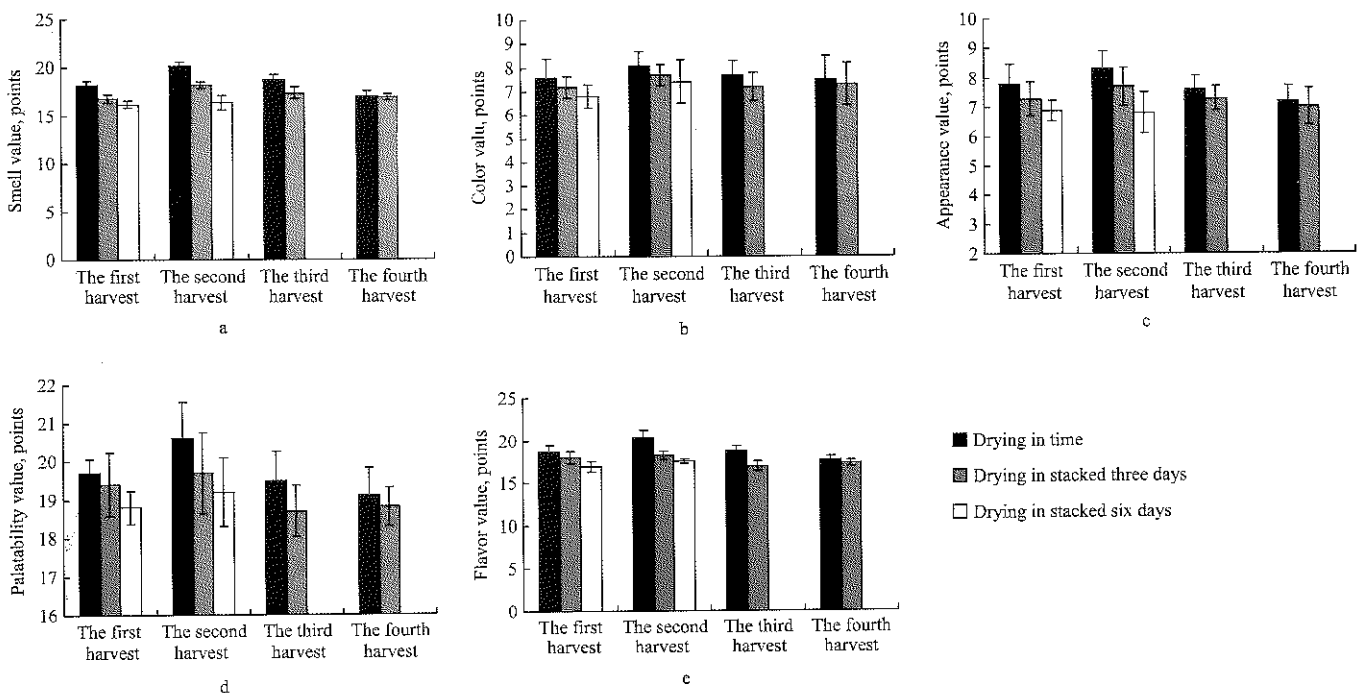 Smell value, points
25
20
15
10
5
0
The first
harvest
The second
harvest
The third
harvest
The fourth
harvest
a
Color valu, points
10
9
8
7
6
5
4
3
2
1
0
The first
harvest
The second
harvest
The third
harvest
The fourth
harvest
b
Appearance value, points
10
9
8
7
6
5
4
3
2
The first
harvest
The second
harvest
The third
harvest
The fourth
harvest
c
Palatability value, points
22
21
20
19
18
17
16
The first
harvest
The second
harvest
The third
harvest
The fourth
harvest
d
Flavor value, points
25
20
15
10
5
0
The first
harvest
The second
harvest
The third
harvest
The fourth
harvest
e
Drying in time
Drying in stacked three days
Drying in stacked six days